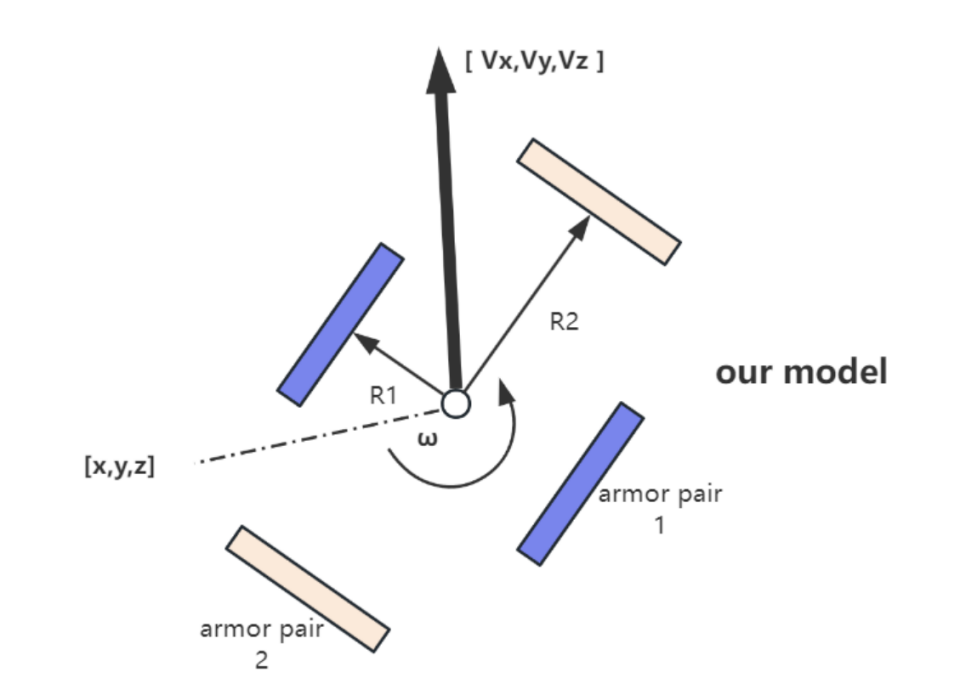 [ Vx,Vy,Vz ]
R2
our model
R1
ω
[x,y,z]
armor pair
1
armor pair
2